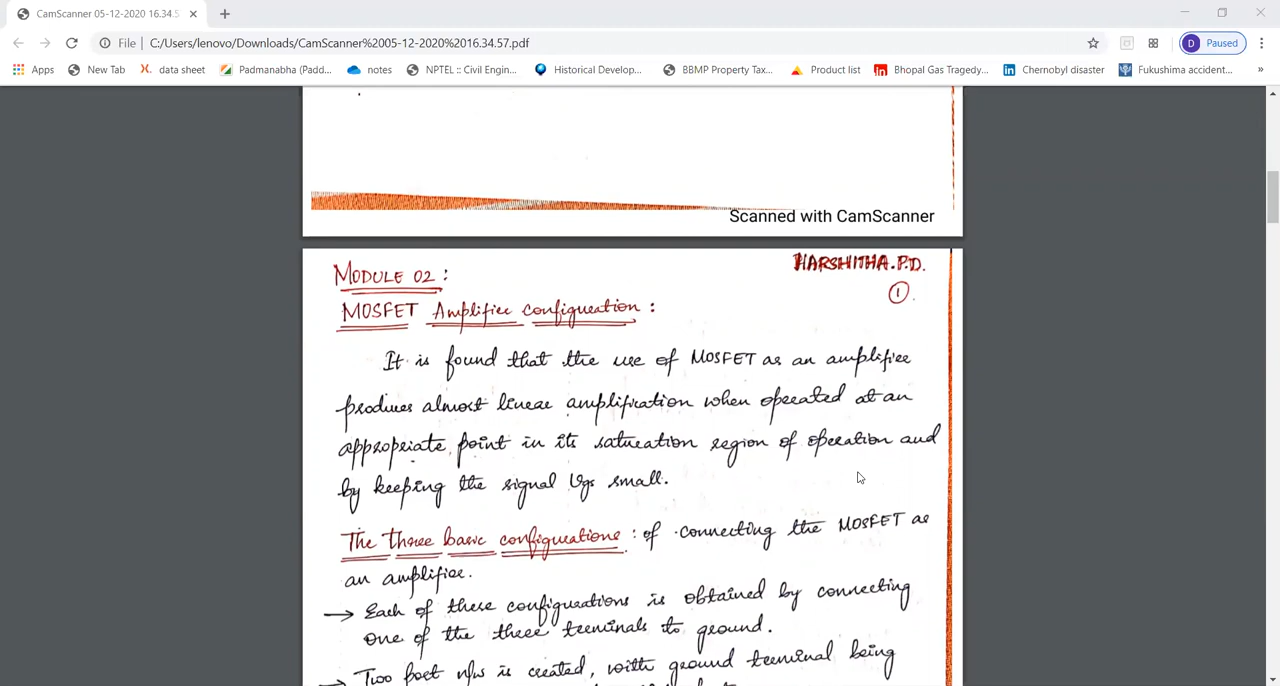 CamScanner 05-12-2020 16.34.5
File
C:/Users/lenovo/Downloads/CamScanner%2005-12-2020%2016.34.57.pdf
D Paused
Apps
New Tab
data sheet
Padmanabha (Padd...
notes
NPTEL :: Civil Engin...
Historical Develop...
BBMP Property Tax...
Product list
Bhopal Gas Tragedy...
Chernobyl disaster
Fukushima accident...
»
Scanned with CamScanner
HARSHITHA.P.D.
MODULE 02 :
1
MOSFET Amplifier configuration :
It is found that the use of MOSFET as an amplifier
produces almost linear amplification when operated at an
appropriate point in its saturation region of operation and
by keeping the signal Vgs small.
The three basic configurations : of connecting the MOSFET as
an amplifier.
→ Each of these configurations is obtained by connecting
one of the three terminals to ground.
→ Two port n/w is created, with ground terminal being